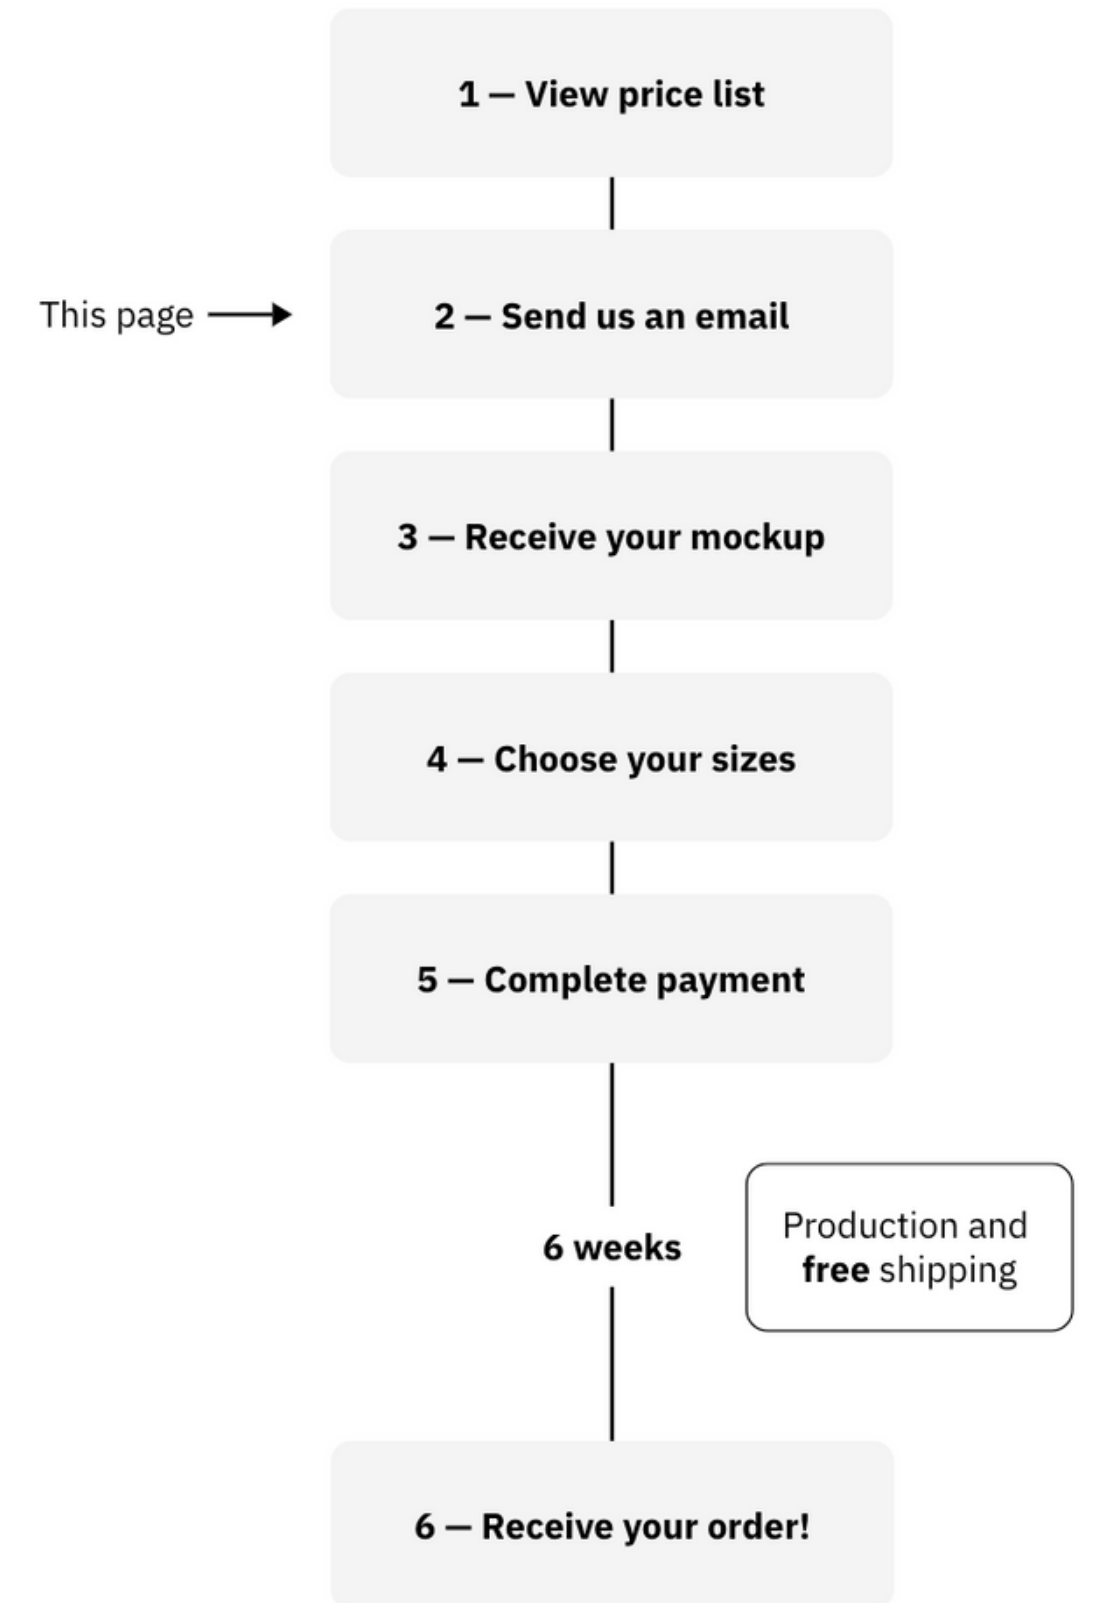 1 — View price list
This page
2 — Send us an email
3 — Receive your mockup
4 — Choose your sizes
5 — Complete payment
6 weeks
Production and
free shipping
6 — Receive your order!